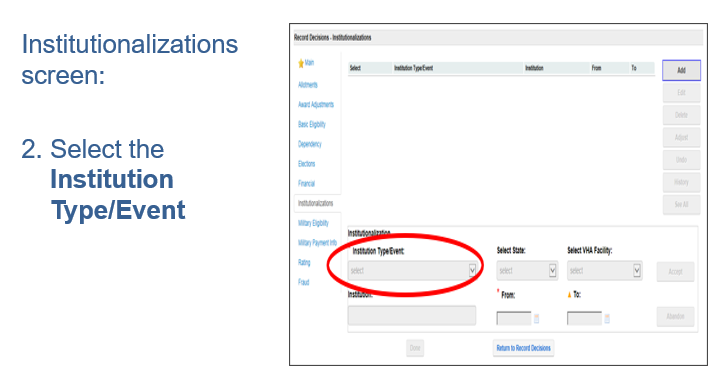 Institutionalizations
screen:
2. Select the
Institution
Type/Event
Record Decisions - Institutionalizations
Main
Allotments
Award Adjustments
Basic Eligibility
Dependency
Elections
Financial
Institutionalizations
Military Eligibility
Military Payment Info
Rating
Fraud
Select Institution Type/Event Institution From To
Add
Edit
Delete
Adjust
Undo
History
See All
Institutionalization
Institution Type/Event: Select State: Select VHA Facility:
select select select Accept
Institution: * From: To:
Abandon
Done Return to Record Decisions